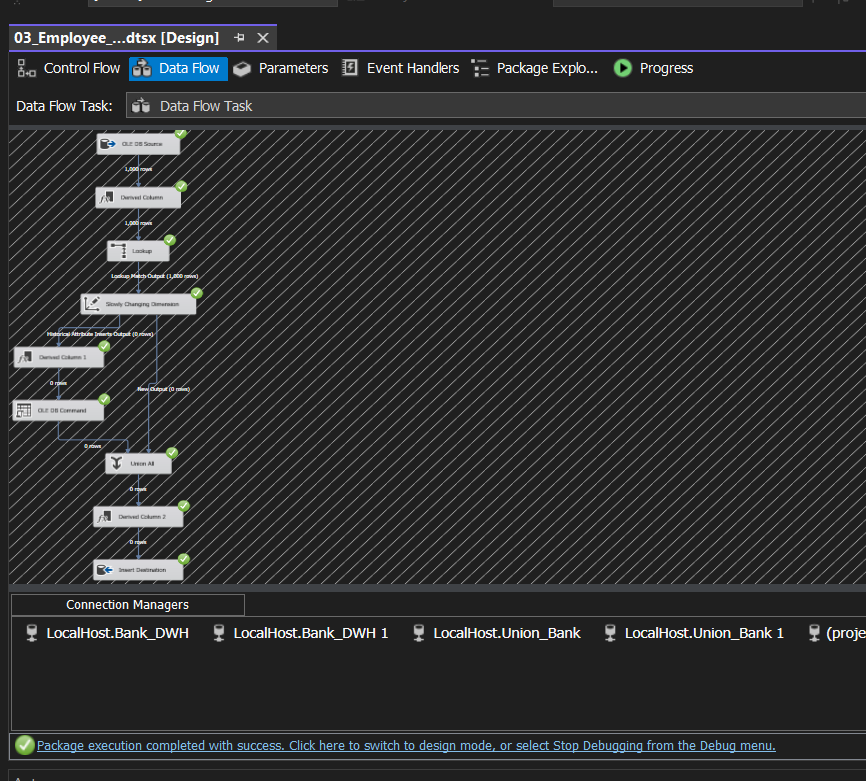 03_Employee_...dtsx [Design]
Control Flow
Data Flow
Parameters
Event Handlers
Package Explo...
Progress
Data Flow Task:
Data Flow Task
OLE DB Source
1,000 rows
Derived Column
1,000 rows
Lookup
Lookup Match Output (1,000 rows)
Slowly Changing Dimension
Historical Attribute Inserts Output (0 rows)
Derived Column 1
0 rows
New Output (0 rows)
OLE DB Command
0 rows
Union All
0 rows
Derived Column 2
0 rows
Insert Destination
Connection Managers
LocalHost.Bank_DWH
LocalHost.Bank_DWH 1
LocalHost.Union_Bank
LocalHost.Union_Bank 1
(proje
Package execution completed with success. Click here to switch to design mode, or select Stop Debugging from the Debug menu.